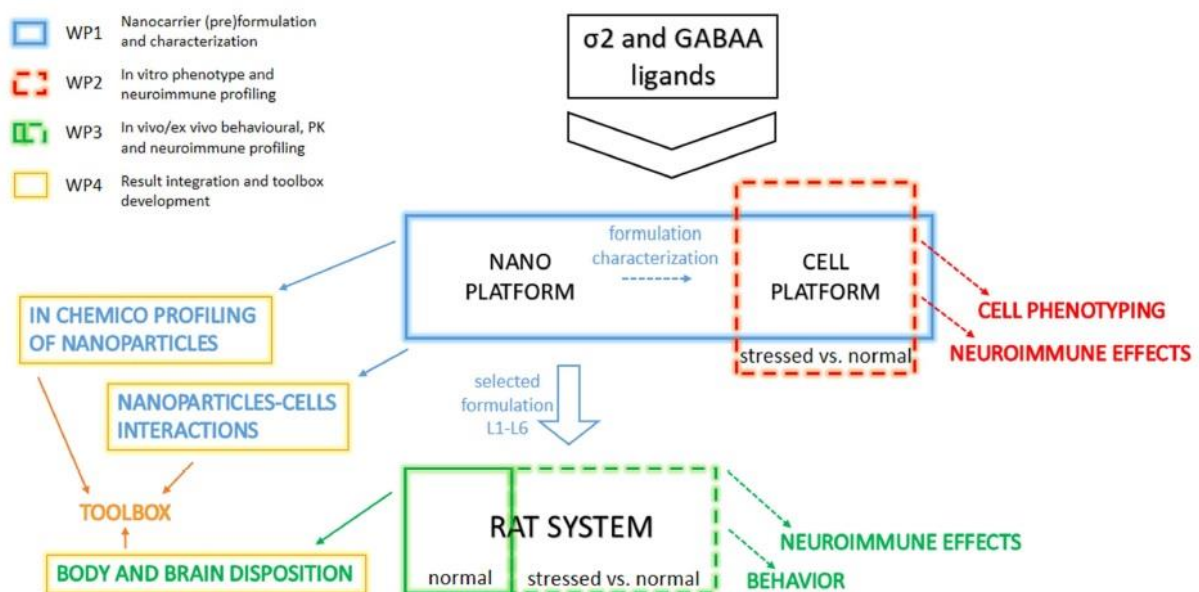 WP1
Nanocarrier (pre)formulation
and characterization
WP2
In vitro phenotype and
neuroimmune profiling
WP3
In vivo/ex vivo behavioural, PK
and neuroimmune profiling
WP4
Result integration and toolbox
development
σ2 and GABAA
ligands
NANO
PLATFORM
formulation
characterization
CELL
PLATFORM
stressed vs. normal
CELL PHENOTYPING
NEUROIMMUNE EFFECTS
IN CHEMICO PROFILING
OF NANOPARTICLES
NANOPARTICLES-CELLS
INTERACTIONS
selected
formulation
L1-L6
TOOLBOX
BODY AND BRAIN DISPOSITION
RAT SYSTEM
normal
stressed vs. normal
NEUROIMMUNE EFFECTS
BEHAVIOR